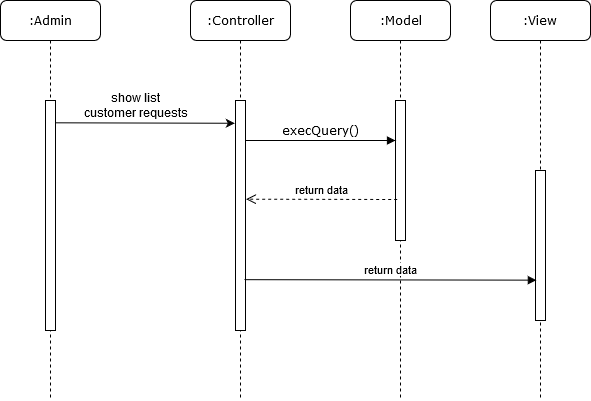 :Admin
:Controller
:Model
:View
show list
customer requests
execQuery()
return data
return data